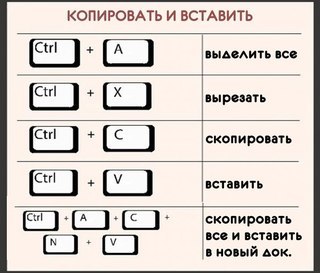 КОПИРОВАТЬ И ВСТАВИТЬ
Ctrl + A выделить все
Ctrl + X вырезать
Ctrl + C скопировать
Ctrl + V вставить
Ctrl + A + C + скопировать
все и вставить
N + V в новый док.